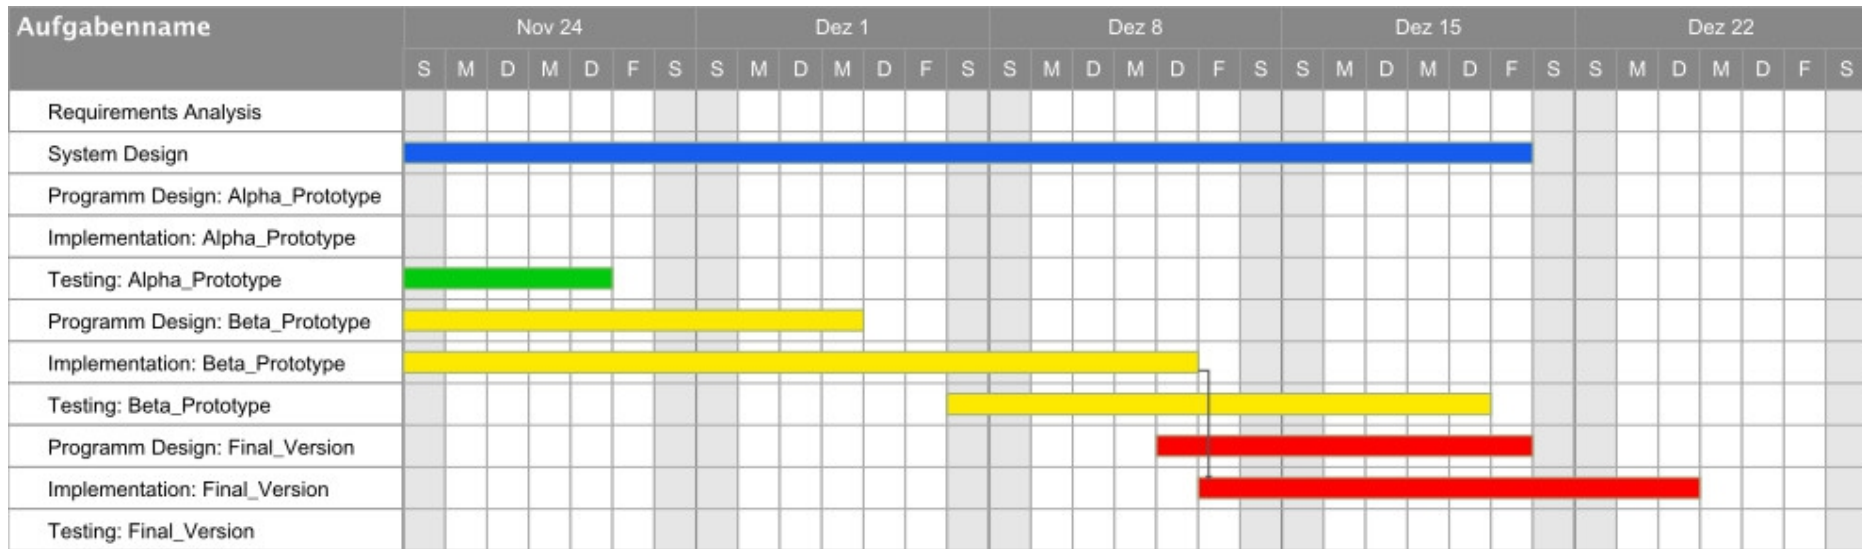 Aufgabenname Nov 24 Dez 1 Dez 8 Dez 15 Dez 22
S M D M D F S S M D M D F S S M D M D F S S M D M D F S S M D M D F S
Requirements Analysis
System Design
Programm Design: Alpha_Prototype
Implementation: Alpha_Prototype
Testing: Alpha_Prototype
Programm Design: Beta_Prototype
Implementation: Beta_Prototype
Testing: Beta_Prototype
Programm Design: Final_Version
Implementation: Final_Version
Testing: Final_Version